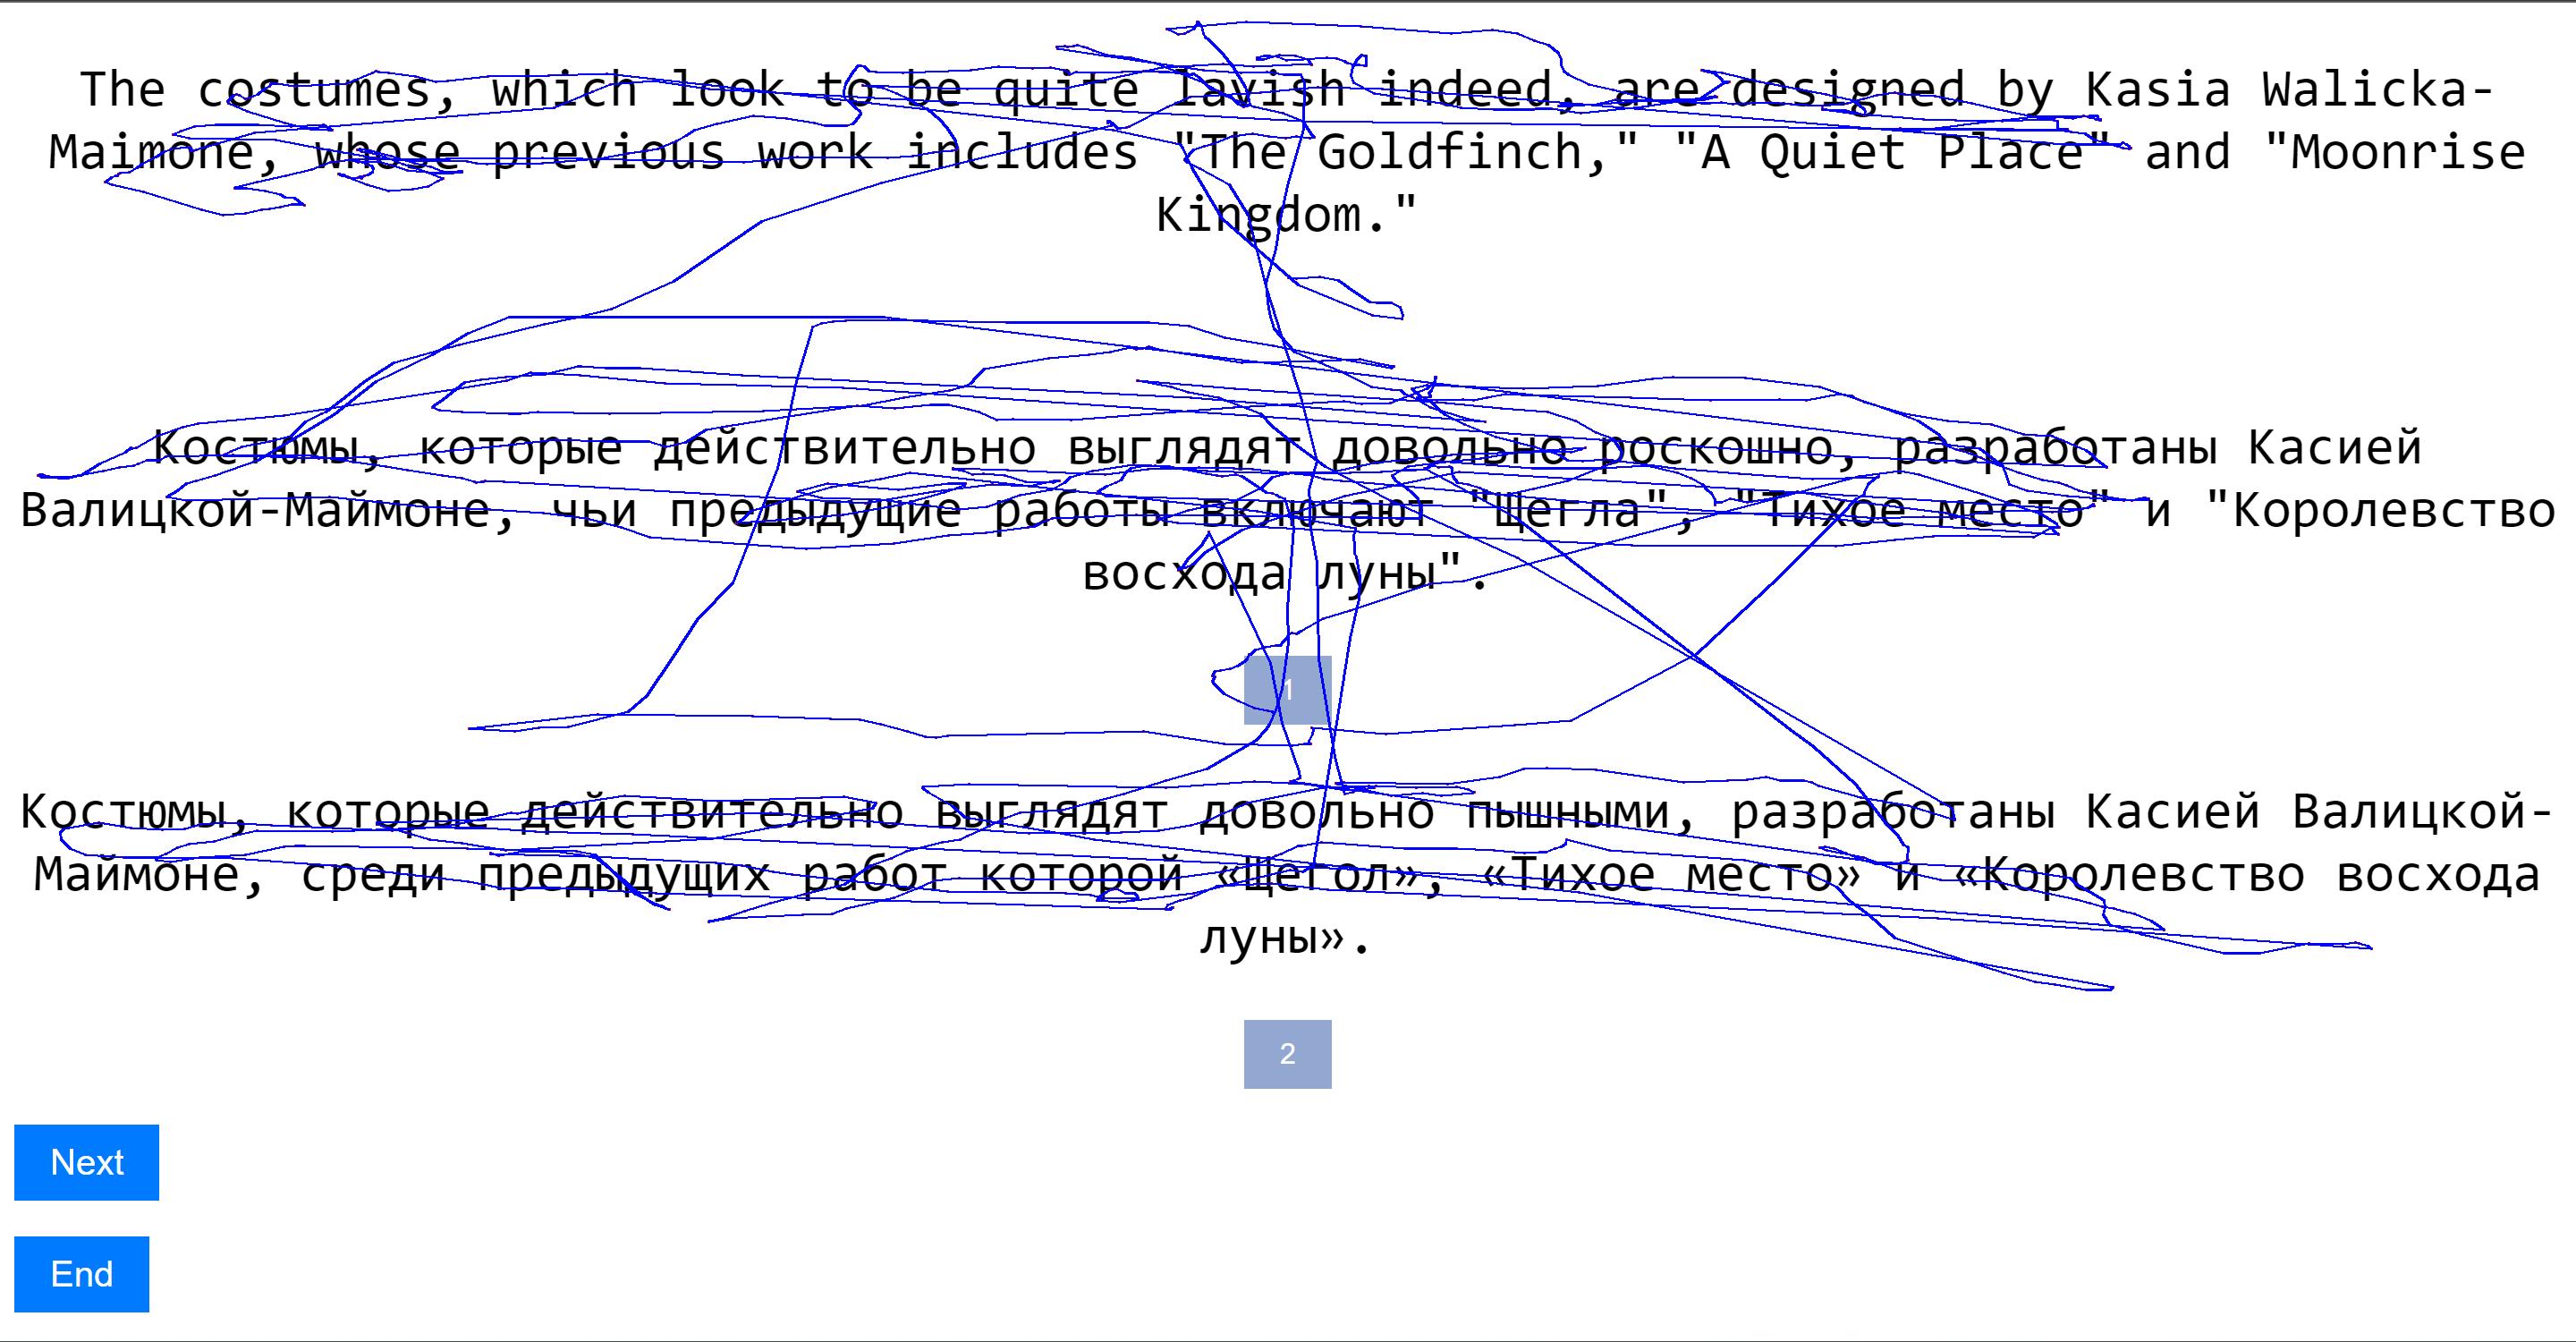 The costumes, which look to be quite lavish indeed, are designed by Kasia Walicka-
Maimone, whose previous work includes "The Goldfinch," "A Quiet Place" and "Moonrise
Kingdom."
Костюмы, которые действительно выглядят довольно роскошно, разработаны Касией
Валицкой-Маймоне, чьи предыдущие работы включают "Щегла", "Тихое место" и "Королевство
восхода луны".
1
Костюмы, которые действительно выглядят довольно пышными, разработаны Касией Валицкой-
Маймоне, среди предыдущих работ которой «Щегол», «Тихое место» и «Королевство восхода
луны».
2
Next
End